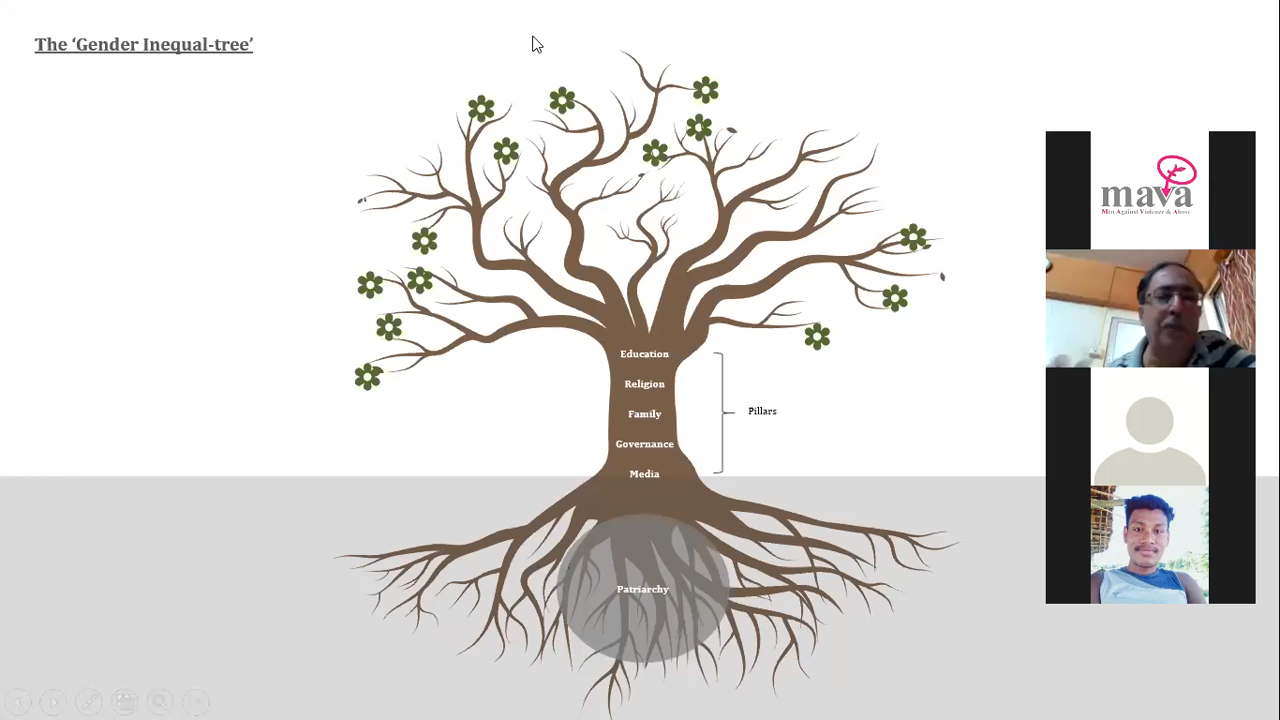 The ‘Gender Inequal-tree’
Education
Religion
Family
Governance
Media
Pillars
Patriarchy
mava
Men Against Violence & Abuse